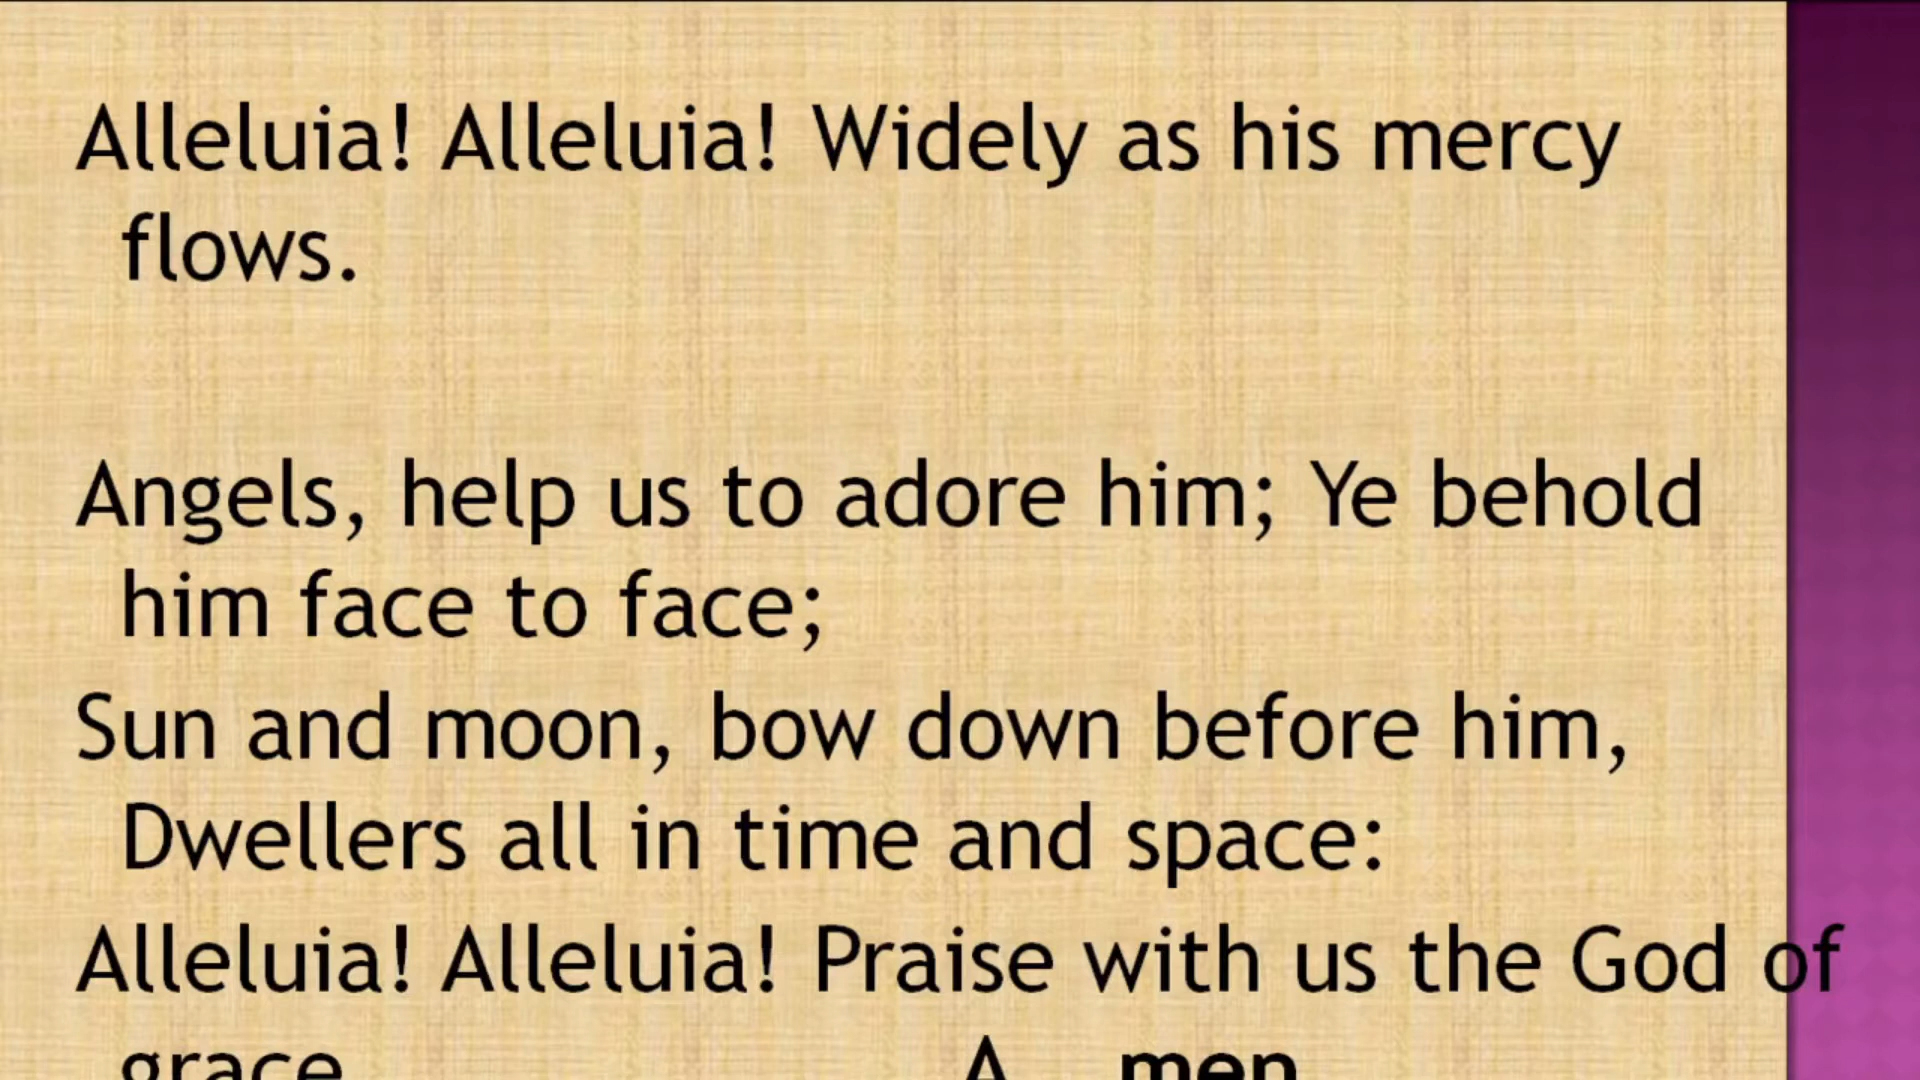 Alleluia! Alleluia! Widely as his mercy
flows.
Angels, help us to adore him; Ye behold
him face to face;
Sun and moon, bow down before him,
Dwellers all in time and space:
Alleluia! Alleluia! Praise with us the God of
grace A men